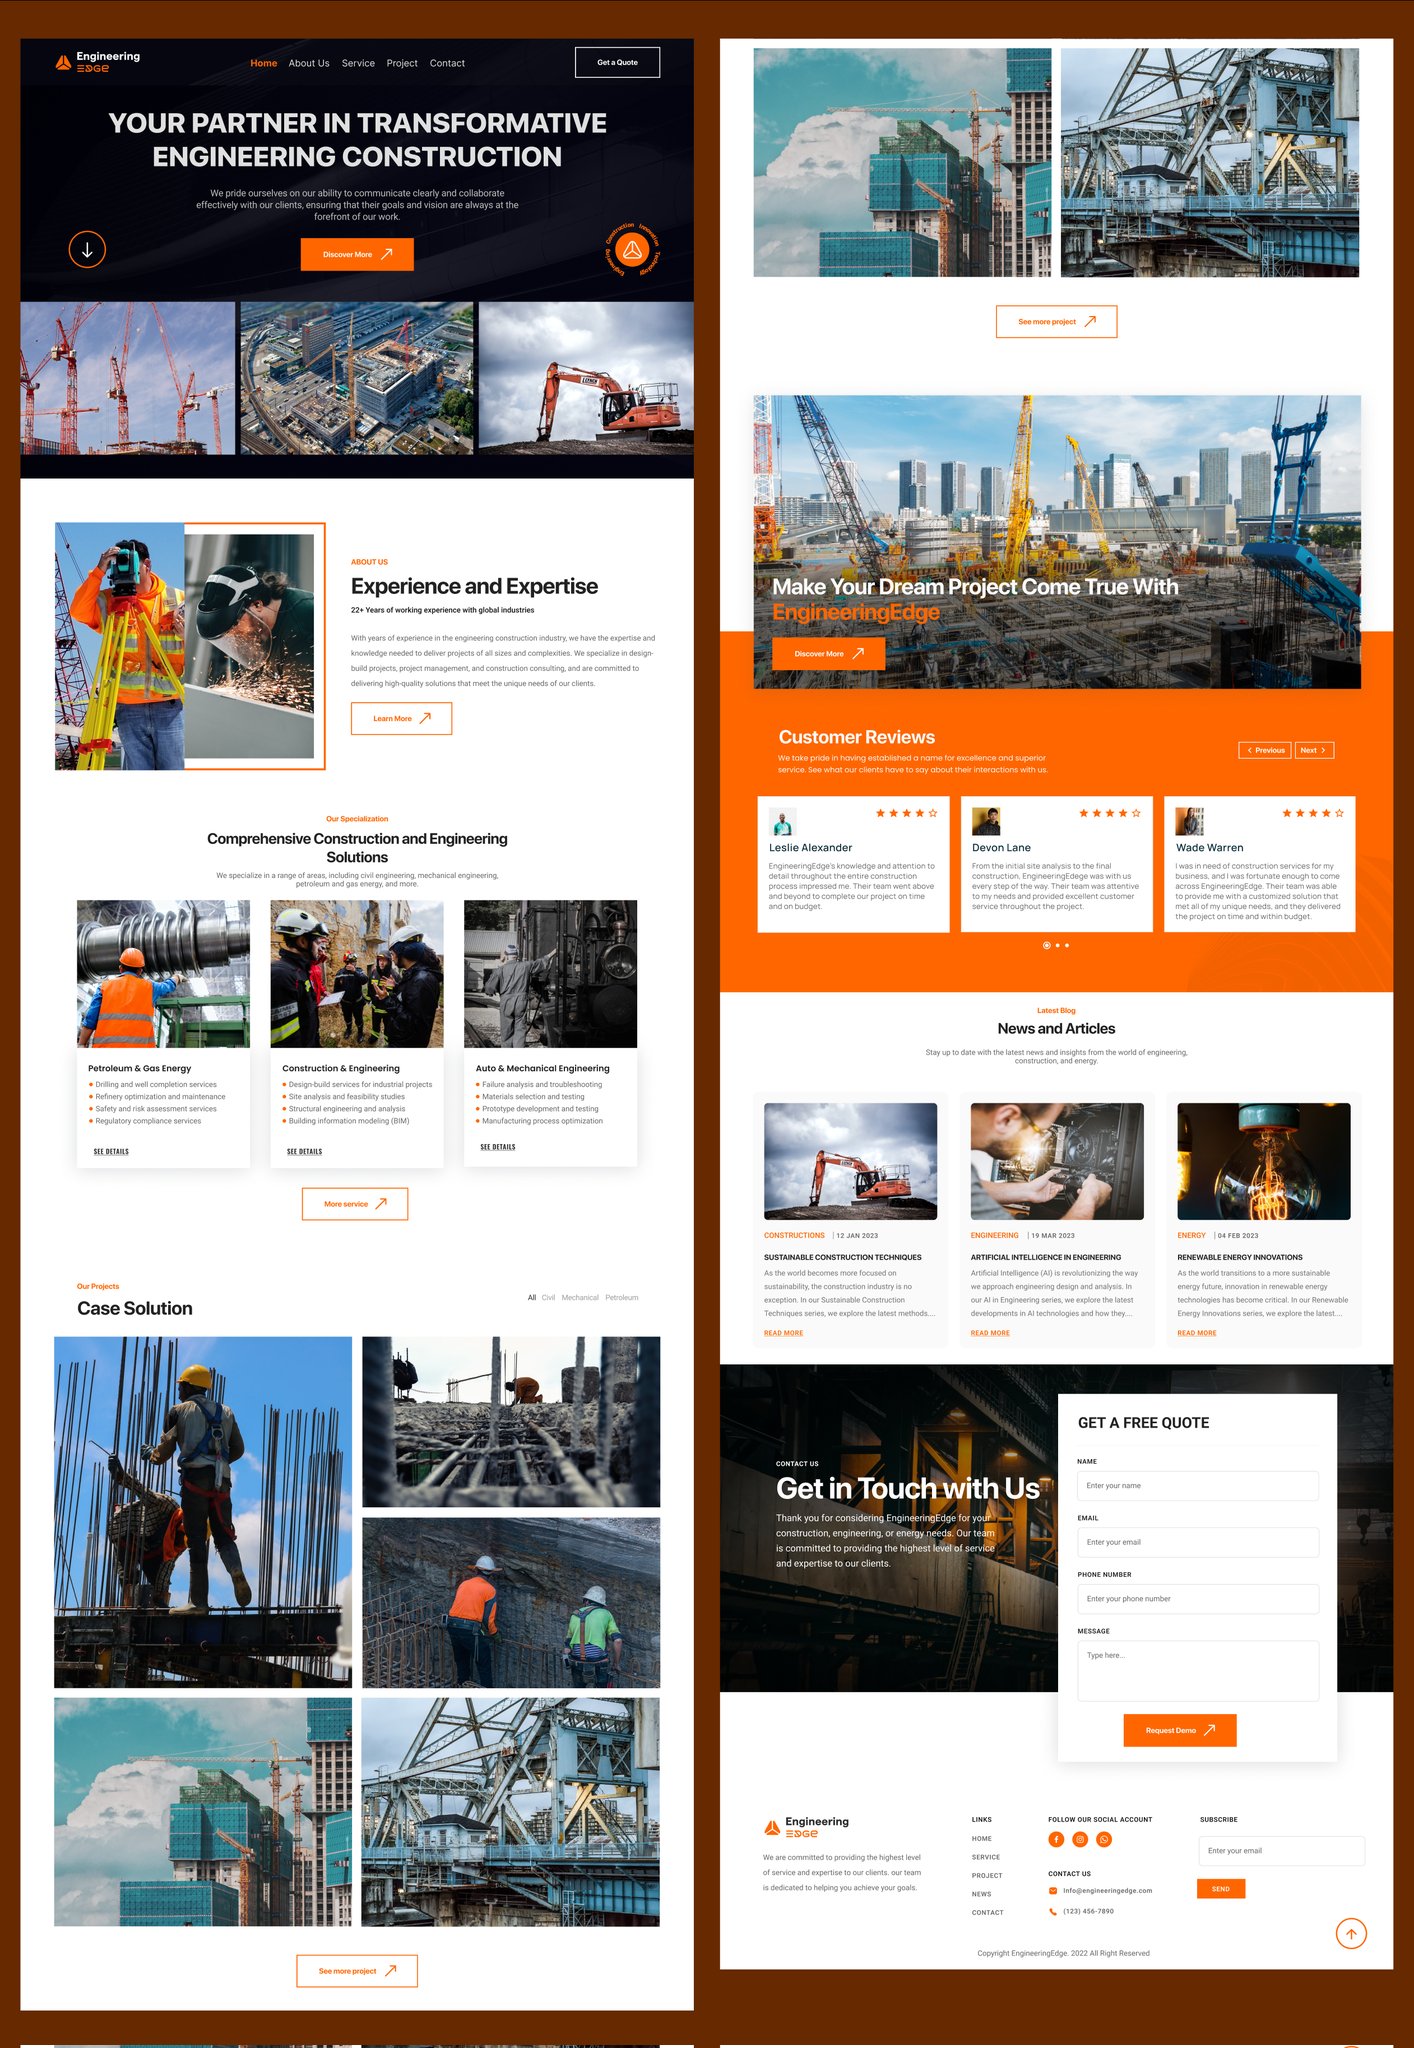 Engineering
EDGE
Home
About Us
Service
Project
Contact
Get a Quote
YOUR PARTNER IN TRANSFORMATIVE
ENGINEERING CONSTRUCTION
We pride ourselves on our ability to communicate clearly and collaborate
effectively with our clients, ensuring that their goals and vision are always at the
forefront of our work.
Discover More
Construction Innovation Technology Engineering
ABOUT US
Experience and Expertise
22+ Years of working experience with global industries
With years of experience in the engineering construction industry, we have the expertise and
knowledge needed to deliver projects of all sizes and complexities. We specialize in design-
build projects, project management, and construction consulting, and are committed to
delivering high-quality solutions that meet the unique needs of our clients.
Learn More
Our Specialization
Comprehensive Construction and Engineering
Solutions
We specialize in a range of areas, including civil engineering, mechanical engineering,
petroleum and gas energy, and more.
Petroleum & Gas Energy
Drilling and well completion services
Refinery optimization and maintenance
Safety and risk assessment services
Regulatory compliance services
SEE DETAILS
Construction & Engineering
Design-build services for industrial projects
Site analysis and feasibility studies
Structural engineering and analysis
Building information modeling (BIM)
SEE DETAILS
Auto & Mechanical Engineering
Failure analysis and troubleshooting
Materials selection and testing
Prototype development and testing
Manufacturing process optimization
SEE DETAILS
More service
Our Projects
Case Solution
All Civil Mechanical Petroleum
See more project
See more project
Make Your Dream Project Come True With
EngineeringEdge
Discover More
Customer Reviews
We take pride in having established a name for excellence and superior
service. See what our clients have to say about their interactions with us.
Previous
Next
Leslie Alexander
EngineeringEdge's knowledge and attention to
detail throughout the entire construction
process impressed me. Their team went above
and beyond to complete our project on time
and on budget.
Devon Lane
From the initial site analysis to the final
construction, EngineeringEdege was with us
every step of the way. Their team was attentive
to my needs and provided excellent customer
service throughout the project.
Wade Warren
I was in need of construction services for my
business, and I was fortunate enough to come
across EngineeringEdge. Their team was able
to provide me with a customized solution that
met all of my unique needs, and they delivered
the project on time and within budget.
Latest Blog
News and Articles
Stay up to date with the latest news and insights from the world of engineering,
construction, and energy.
CONSTRUCTIONS | 12 JAN 2023
SUSTAINABLE CONSTRUCTION TECHNIQUES
As the world becomes more focused on
sustainability, the construction industry is no
exception. In our Sustainable Construction
Techniques series, we explore the latest methods....
READ MORE
ENGINEERING | 19 MAR 2023
ARTIFICIAL INTELLIGENCE IN ENGINEERING
Artificial Intelligence (AI) is revolutionizing the way
we approach engineering design and analysis. In
our AI in Engineering series, we explore the latest
developments in AI technologies and how they....
READ MORE
ENERGY | 04 FEB 2023
RENEWABLE ENERGY INNOVATIONS
As the world transitions to a more sustainable
energy future, innovation in renewable energy
technologies has become critical. In our Renewable
Energy Innovations series, we explore the latest....
READ MORE
CONTACT US
Get in Touch with Us
Thank you for considering EngineeringEdge for your
construction, engineering, or energy needs. Our team
is committed to providing the highest level of service
and expertise to our clients.
GET A FREE QUOTE
NAME
Enter your name
EMAIL
Enter your email
PHONE NUMBER
Enter your phone number
MESSAGE
Type here...
Request Demo
Engineering
EDGE
We are committed to providing the highest level
of service and expertise to our clients. our team
is dedicated to helping you achieve your goals.
LINKS
HOME
SERVICE
PROJECT
NEWS
CONTACT
FOLLOW OUR SOCIAL ACCOUNT
CONTACT US
Info@engineeringedge.com
(123) 456-7890
SUBSCRIBE
Enter your email
SEND
Copyright EngineeringEdge. 2022 All Right Reserved